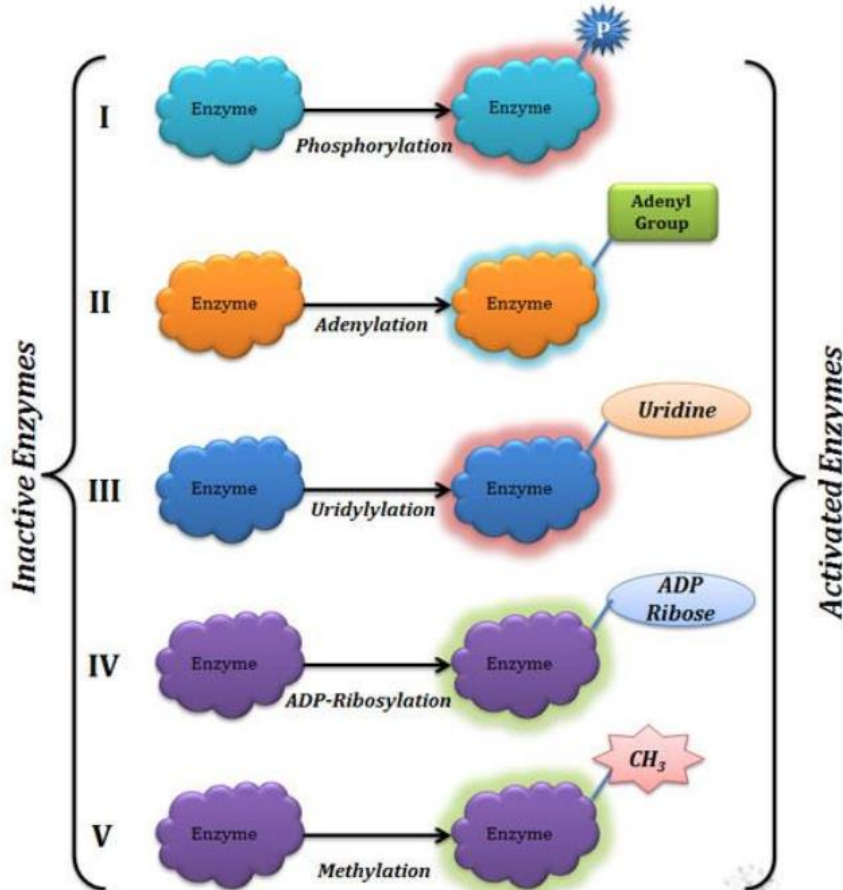 P
I
Enzyme
Enzyme
Phosphorylation
Adenyl
Group
II
Enzyme
Enzyme
Adenylation
Uridine
III
Enzyme
Enzyme
Uridylylation
ADP
Ribose
IV
Enzyme
Enzyme
ADP-Ribosylation
CH₃
V
Enzyme
Enzyme
Methylation
Inactive Enzymes
Activated Enzymes